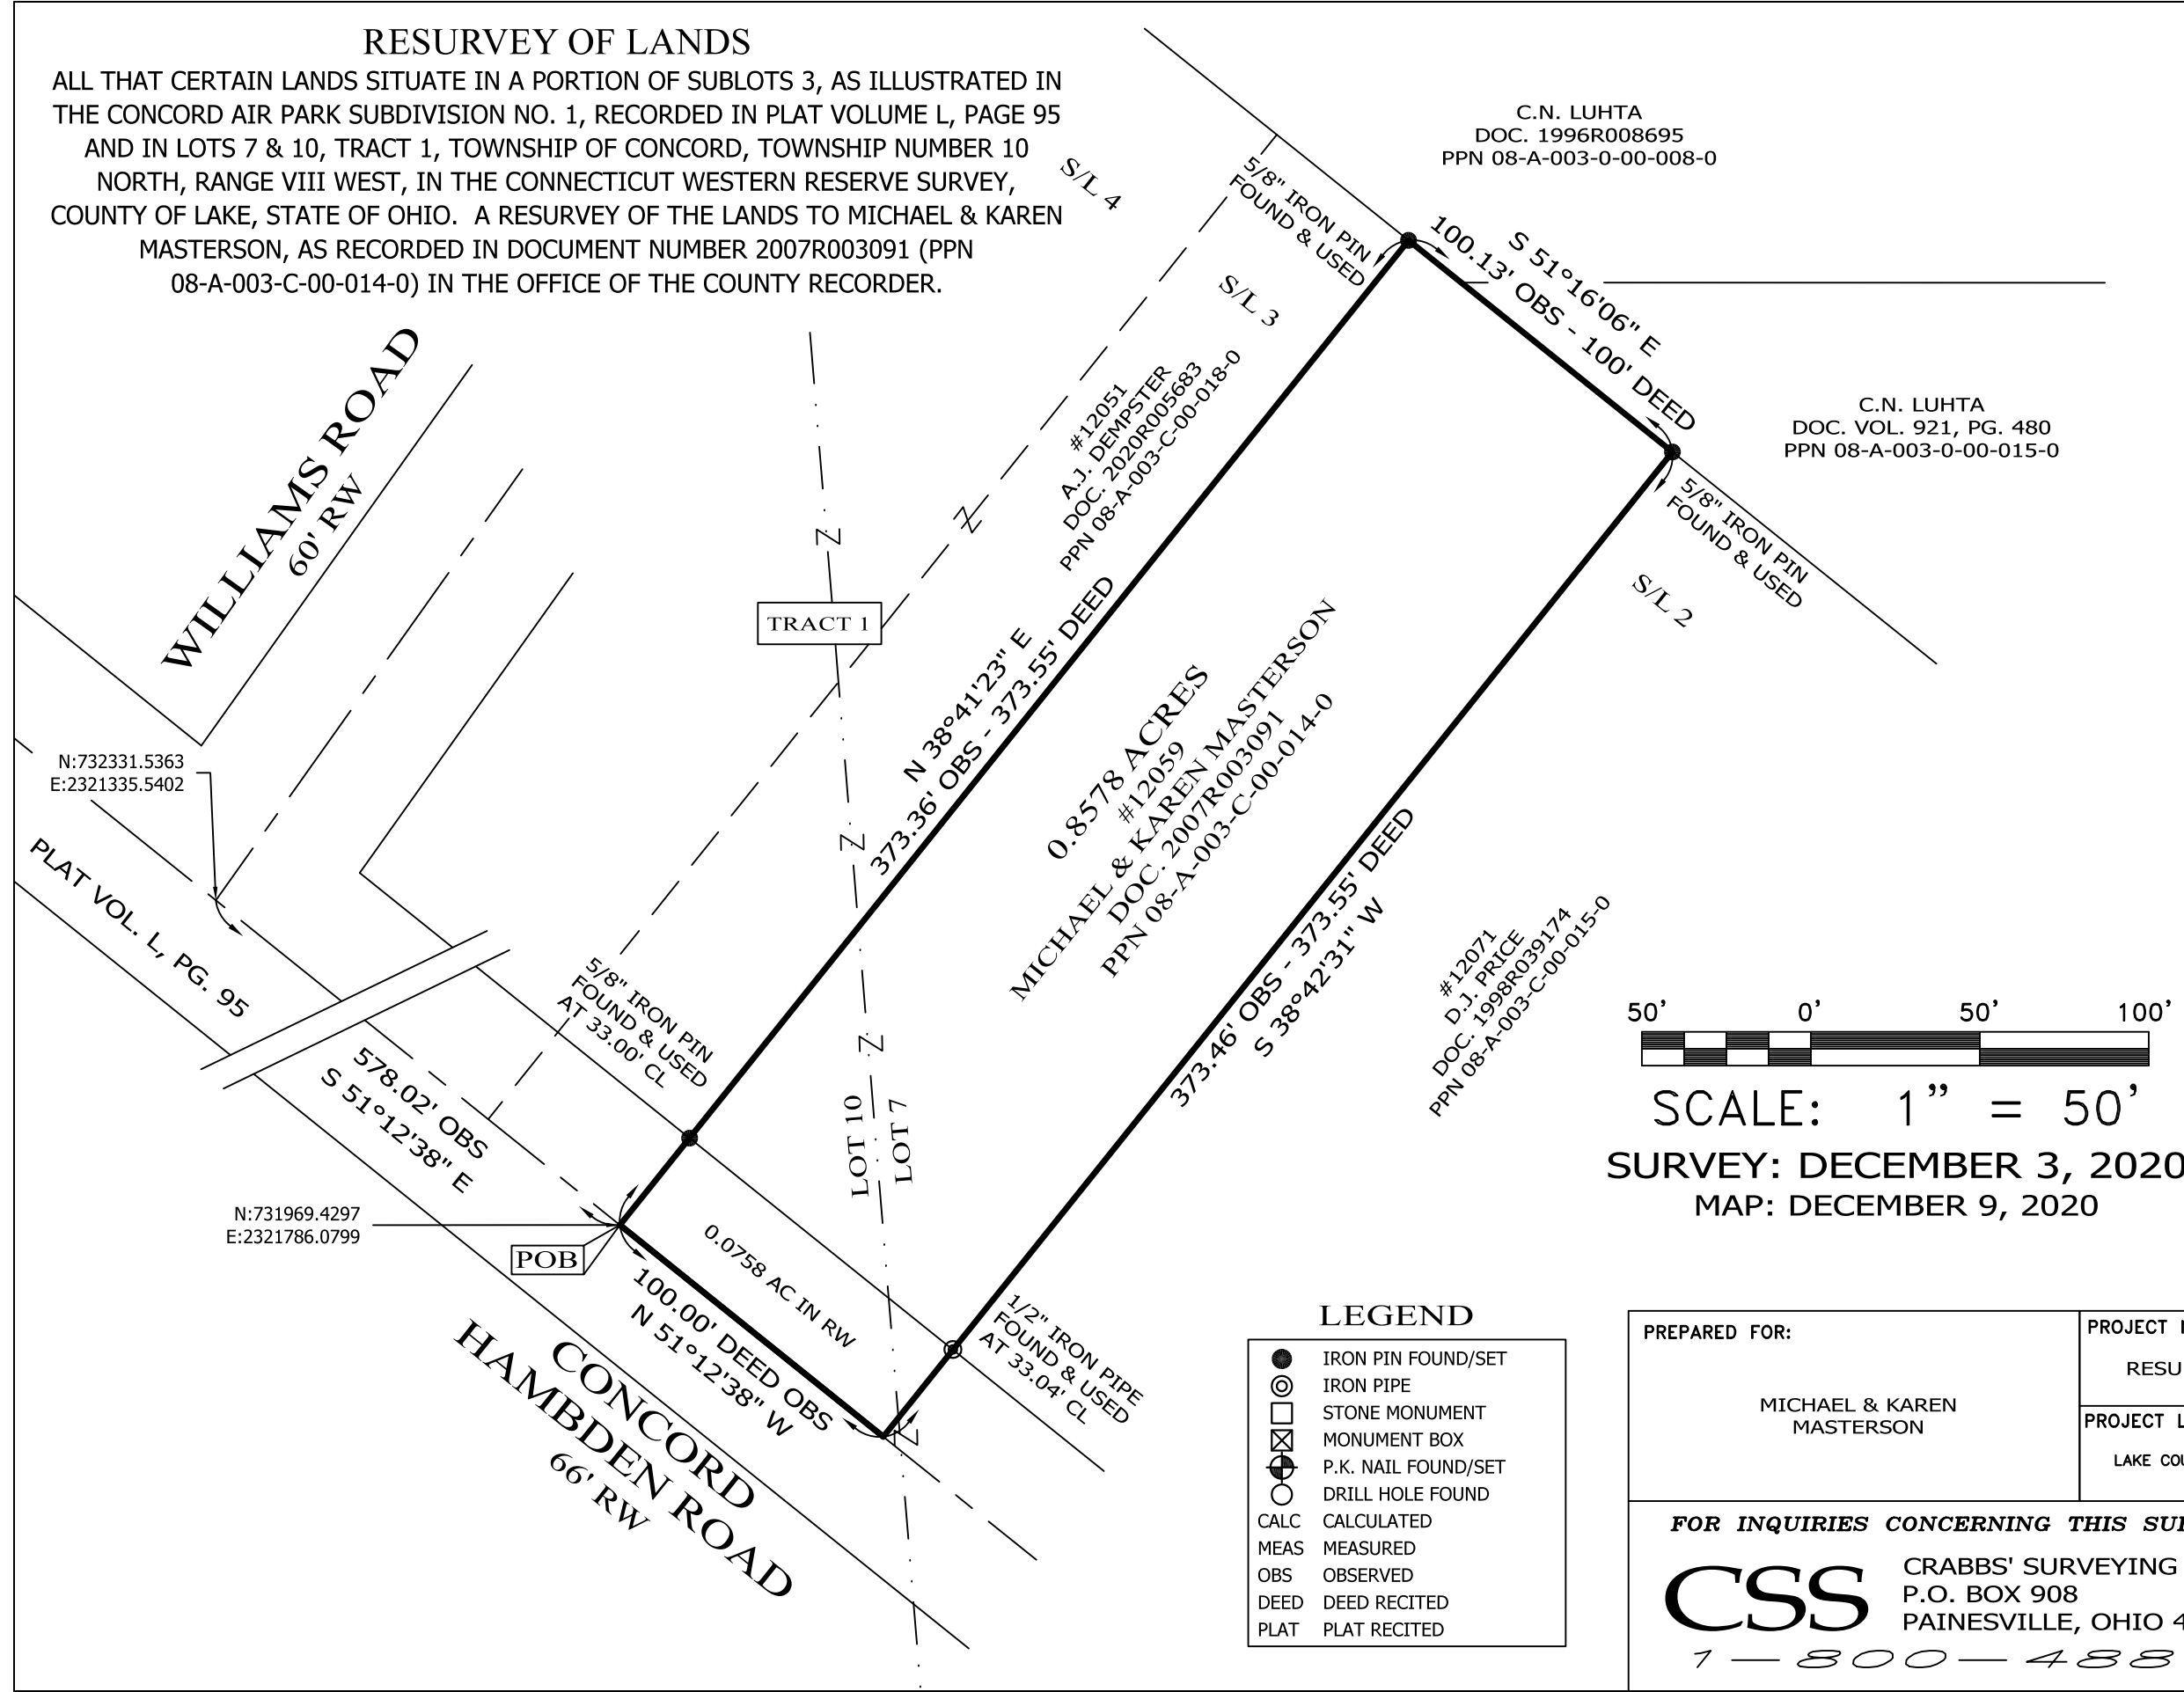 RESURVEY OF LANDS
ALL THAT CERTAIN LANDS SITUATE IN A PORTION OF SUBLOTS 3, AS ILLUSTRATED IN
THE CONCORD AIR PARK SUBDIVISION NO. 1, RECORDED IN PLAT VOLUME L, PAGE 95
AND IN LOTS 7 & 10, TRACT 1, TOWNSHIP OF CONCORD, TOWNSHIP NUMBER 10
NORTH, RANGE VIII WEST, IN THE CONNECTICUT WESTERN RESERVE SURVEY,
COUNTY OF LAKE, STATE OF OHIO. A RESURVEY OF THE LANDS TO MICHAEL & KAREN
MASTERSON, AS RECORDED IN DOCUMENT NUMBER 2007R003091 (PPN
08-A-003-C-00-014-0) IN THE OFFICE OF THE COUNTY RECORDER.
C.N. LUHTA
DOC. 1996R008695
PPN 08-A-003-0-00-008-0
S/L 4
5/8" IRON PIN
FOUND & USED
S 51°16'06" E
100.13' OBS - 100' DEED
S/L 3
C.N. LUHTA
DOC. VOL. 921, PG. 480
PPN 08-A-003-0-00-015-0
5/8" IRON PIN
FOUND & USED
S/L 2
#12051
A.J. DEMPSTER
DOC. 2020R005683
PPN 08-A-003-C-00-018-0
WILLIAMS ROAD
60' RW
Z
Z
TRACT 1
N 38°41'23" E
373.36' OBS - 373.55' DEED
0.8578 ACRES
#12059
MICHAEL & KAREN MASTERSON
DOC. 2007R003091
PPN 08-A-003-C-00-014-0
N:732331.5363
E:2321335.5402
Z
PLAT VOL. L, PG. 95
373.46' OBS - 373.55' DEED
S 38°42'31" W
#12071
D.J. PRICE
DOC. 1998R039174
PPN 08-A-003-C-00-015-0
5/8" IRON PIN
FOUND & USED
AT 33.00' CL
Z
578.02' OBS
S 51°12'38" E
LOT 10
LOT 7
N:731969.4297
E:2321786.0799
POB
0.0758 AC IN RW
100.00' DEED OBS
N 51°12'38" W
1/2" IRON PIPE
FOUND & USED
AT 33.04' CL
Z
CONCORD
HAMBDEN ROAD
66' RW
50' 0' 50' 100'
SCALE: 1" = 50'
SURVEY: DECEMBER 3, 2020
MAP: DECEMBER 9, 2020
LEGEND
IRON PIN FOUND/SET
IRON PIPE
STONE MONUMENT
MONUMENT BOX
P.K. NAIL FOUND/SET
DRILL HOLE FOUND
CALC CALCULATED
MEAS MEASURED
OBS OBSERVED
DEED DEED RECITED
PLAT PLAT RECITED
PREPARED FOR:
MICHAEL & KAREN
MASTERSON
PROJECT
RESU
PROJECT L
LAKE COU
FOR INQUIRIES CONCERNING THIS SU
CSS
CRABBS' SURVEYING
P.O. BOX 908
PAINESVILLE, OHIO 4
1-800-488